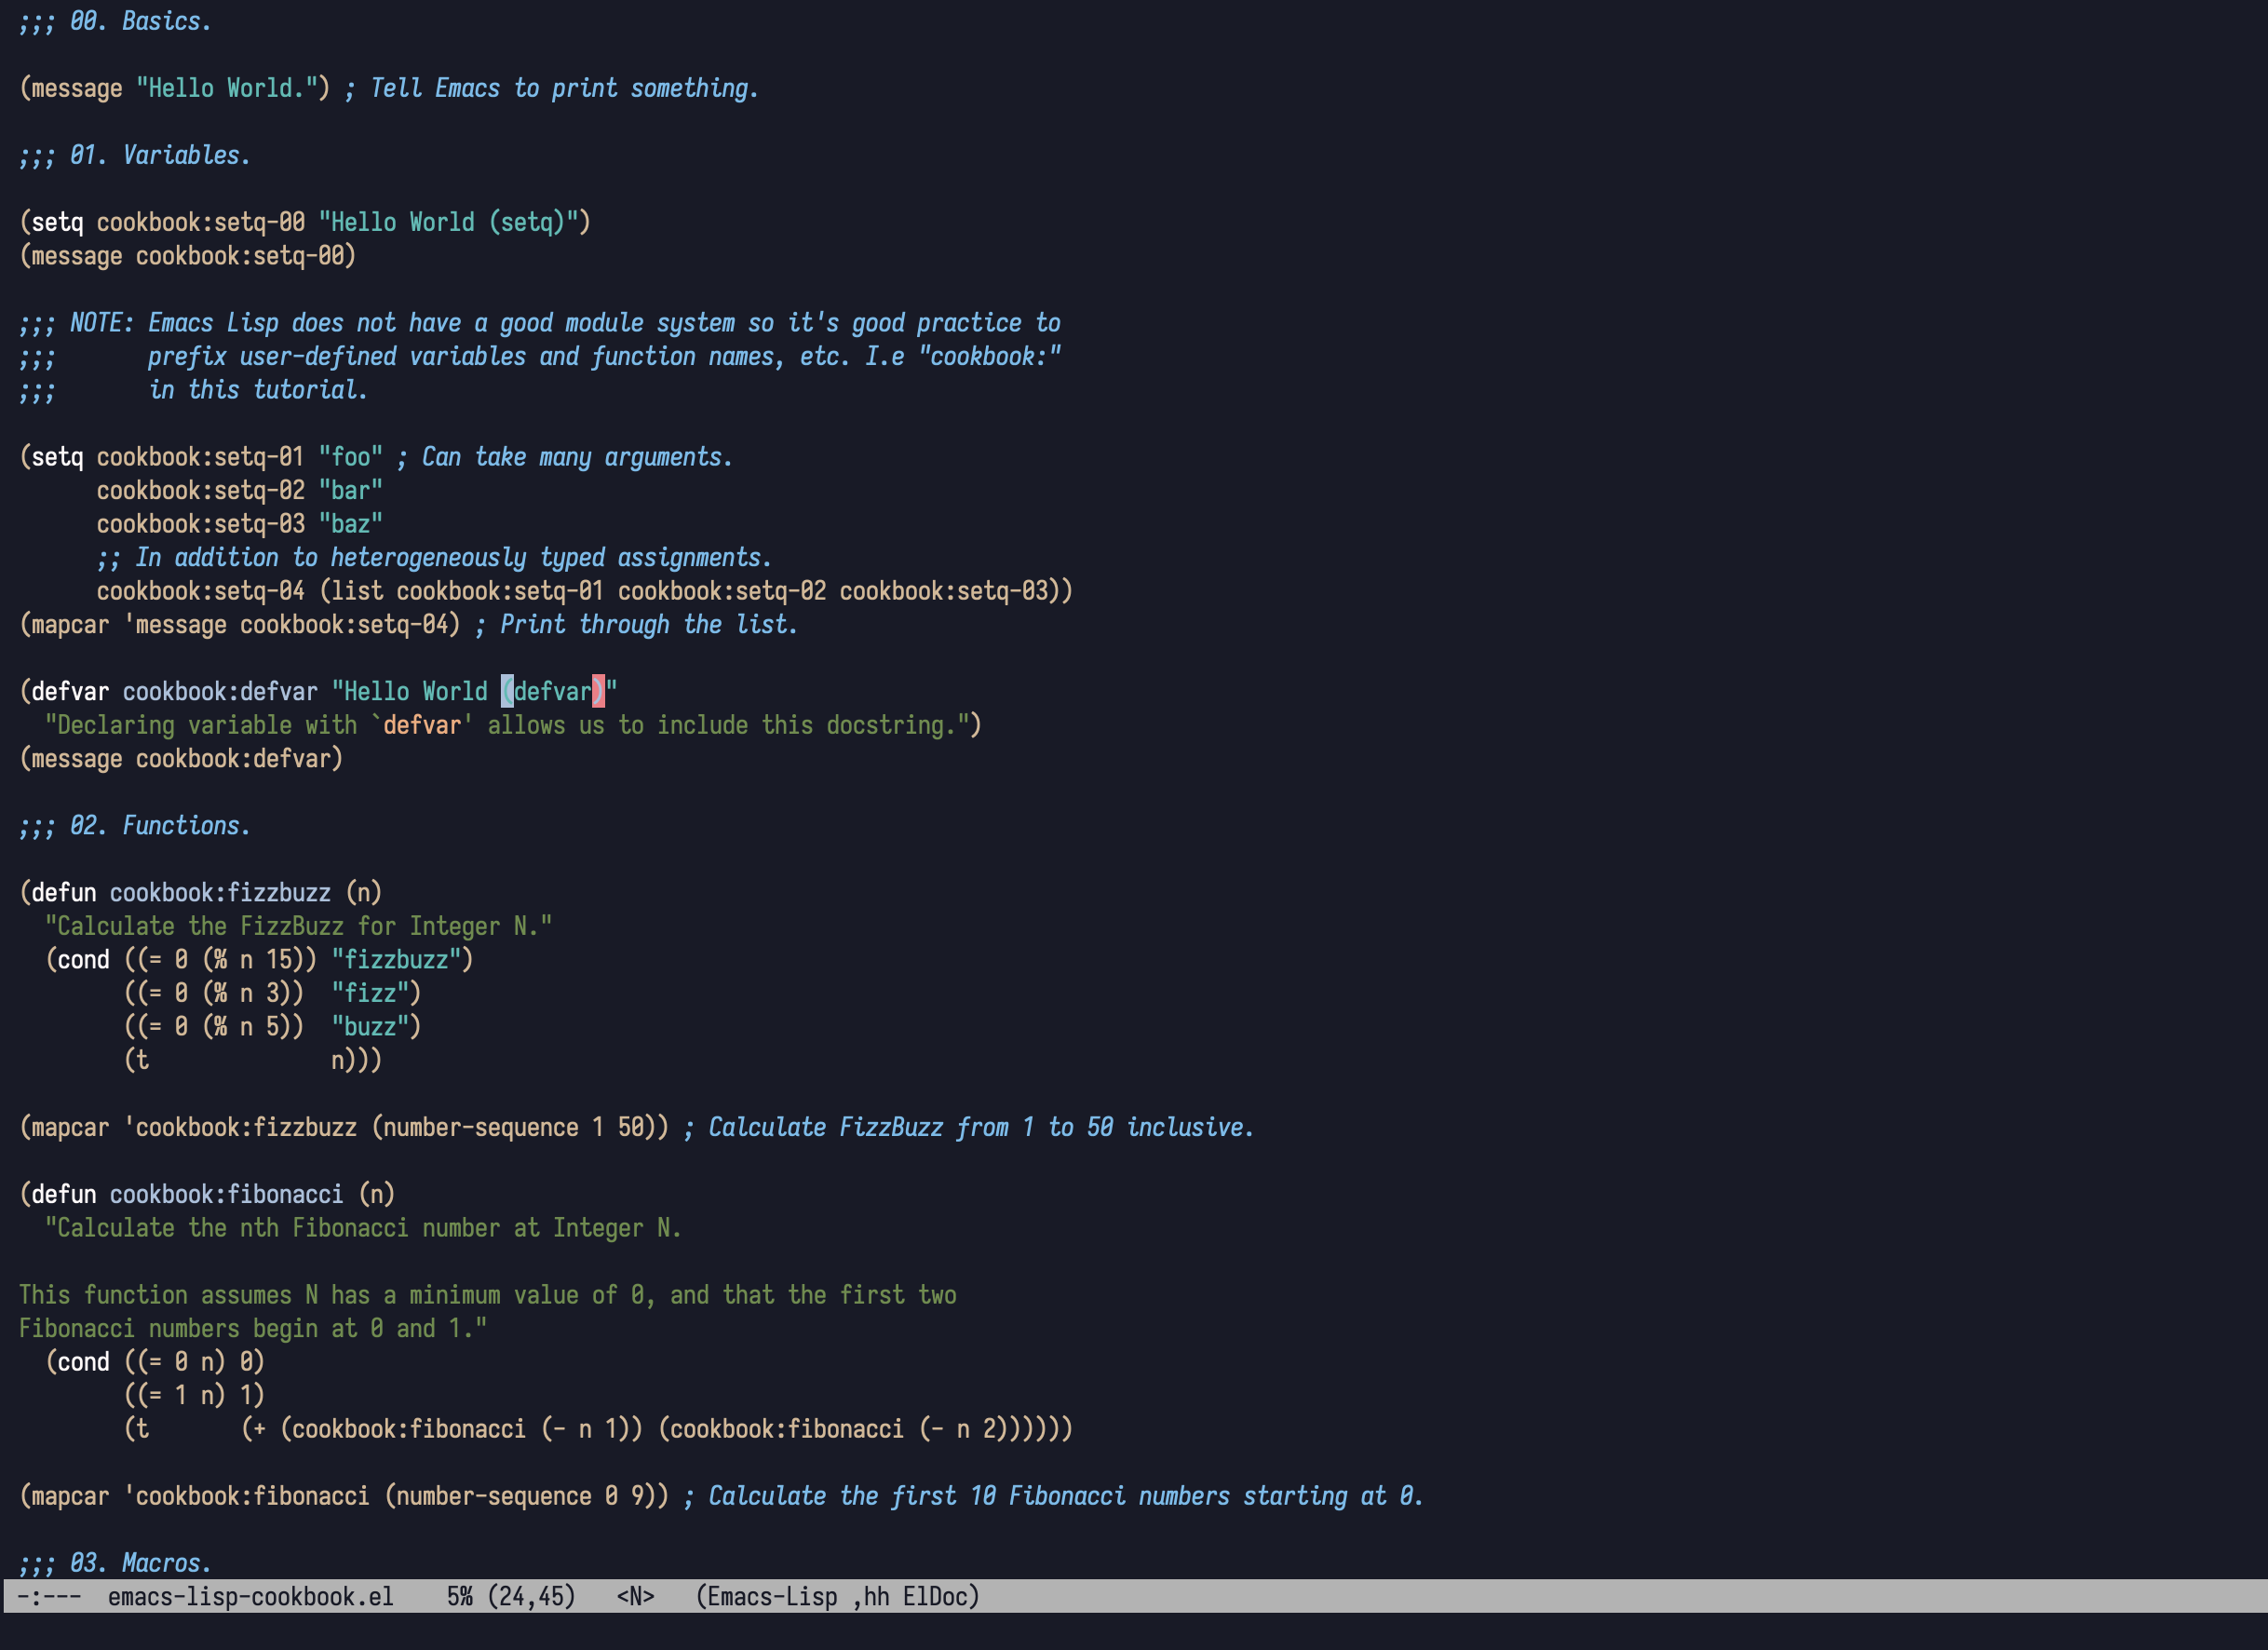 ;;; 00. Basics.

(message "Hello World.") ; Tell Emacs to print something.

;;; 01. Variables.

(setq cookbook:setq-00 "Hello World (setq)")
(message cookbook:setq-00)

;;; NOTE: Emacs Lisp does not have a good module system so it's good practice to
;;;       prefix user-defined variables and function names, etc. I.e "cookbook:"
;;;       in this tutorial.

(setq cookbook:setq-01 "foo" ; Can take many arguments.
      cookbook:setq-02 "bar"
      cookbook:setq-03 "baz"
      ;; In addition to heterogeneously typed assignments.
      cookbook:setq-04 (list cookbook:setq-01 cookbook:setq-02 cookbook:setq-03))
(mapcar 'message cookbook:setq-04) ; Print through the list.

(defvar cookbook:defvar "Hello World (defvar)"
  "Declaring variable with `defvar' allows us to include this docstring.")
(message cookbook:defvar)

;;; 02. Functions.

(defun cookbook:fizzbuzz (n)
  "Calculate the FizzBuzz for Integer N."
  (cond ((= 0 (% n 15)) "fizzbuzz")
        ((= 0 (% n 3))  "fizz")
        ((= 0 (% n 5))  "buzz")
        (t              n)))

(mapcar 'cookbook:fizzbuzz (number-sequence 1 50)) ; Calculate FizzBuzz from 1 to 50 inclusive.

(defun cookbook:fibonacci (n)
  "Calculate the nth Fibonacci number at Integer N.

This function assumes N has a minimum value of 0, and that the first two
Fibonacci numbers begin at 0 and 1."
  (cond ((= 0 n) 0)
        ((= 1 n) 1)
        (t       (+ (cookbook:fibonacci (- n 1)) (cookbook:fibonacci (- n 2))))))

(mapcar 'cookbook:fibonacci (number-sequence 0 9)) ; Calculate the first 10 Fibonacci numbers starting at 0.

;;; 03. Macros.
-:---  emacs-lisp-cookbook.el    5% (24,45)   <N>   (Emacs-Lisp ,hh ElDoc)